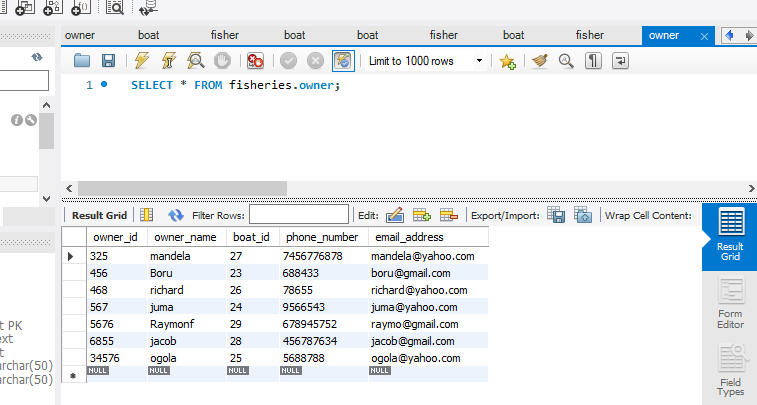 owner boat fisher boat boat fisher boat fisher owner
Limit to 1000 rows
1 SELECT * FROM fisheries.owner;
Result Grid Filter Rows: Edit: Export/Import: Wrap Cell Content:
owner_id owner_name boat_id phone_number email_address
325 mandela 27 7456776878 mandela@yahoo.com
456 Boru 23 688433 boru@gmail.com
468 richard 26 78655 richard@yahoo.com
567 juma 24 9566543 juma@yahoo.com
5676 Raymonf 29 678945752 raymo@gmail.com
6855 jacob 28 456787634 jacob@gmail.com
34576 ogola 25 5688788 ogola@yahoo.com
NULL NULL NULL NULL NULL
Result
Grid
Form
Editor
Field
Types
t PK
ext
t
archar(50)
archar(50)